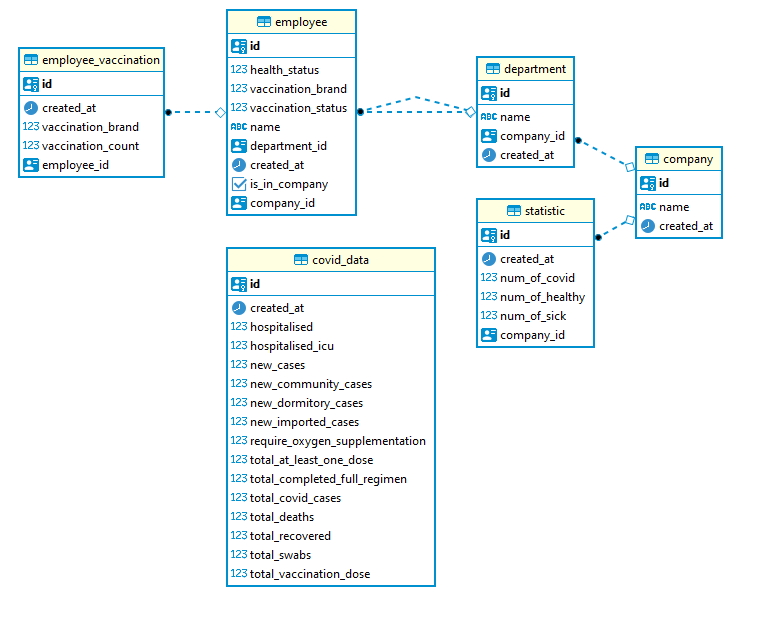 employee_vaccination
id
created_at
123 vaccination_brand
123 vaccination_count
employee_id
employee
id
123 health_status
123 vaccination_brand
123 vaccination_status
ABC name
department_id
created_at
is_in_company
company_id
department
id
ABC name
company_id
created_at
company
id
ABC name
created_at
statistic
id
created_at
123 num_of_covid
123 num_of_healthy
123 num_of_sick
company_id
covid_data
id
created_at
123 hospitalised
123 hospitalised_icu
123 new_cases
123 new_community_cases
123 new_dormitory_cases
123 new_imported_cases
123 require_oxygen_supplementation
123 total_at_least_one_dose
123 total_completed_full_regimen
123 total_covid_cases
123 total_deaths
123 total_recovered
123 total_swabs
123 total_vaccination_dose